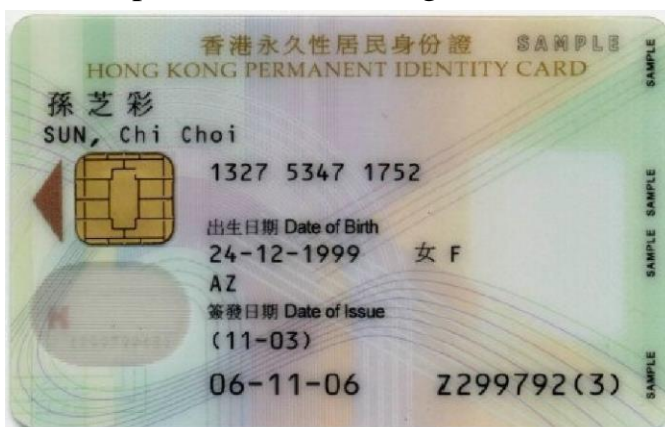 香港永久性居民身份證 SAMPLE
HONG KONG PERMANENT IDENTITY CARD
孫芝彩
SUN, Chi Choi
1327 5347 1752
出生日期 Date of Birth
24-12-1999 女 F
AZ
簽發日期 Date of Issue
(11-03)
06-11-06 Z299792(3)
SAMPLE
SAMPLE
SAMPLE
SAMPLE
SAMPLE